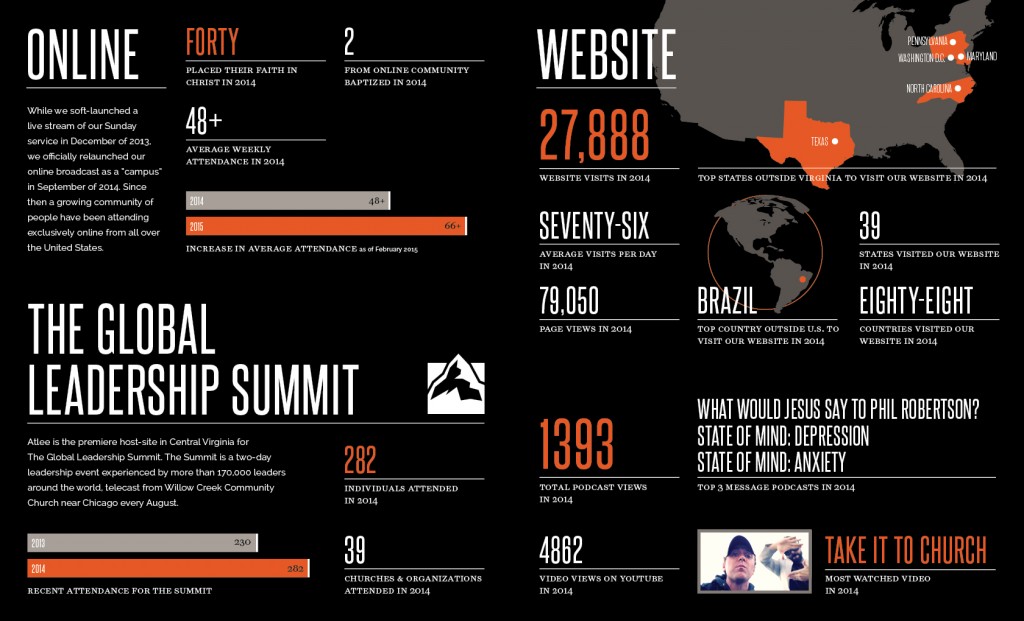 ONLINE
While we soft-launched a
live stream of our Sunday
service in December of 2013,
we officially relaunched our
online broadcast as a "campus"
in September of 2014. Since
then a growing community of
people have been attending
exclusively online from all over
the United States.
FORTY
PLACED THEIR FAITH IN
CHRIST IN 2014
2
FROM ONLINE COMMUNITY
BAPTIZED IN 2014
48+
AVERAGE WEEKLY
ATTENDANCE IN 2014
2014 48+
2015 66+
INCREASE IN AVERAGE ATTENDANCE as of February 2015
THE GLOBAL
LEADERSHIP SUMMIT
Atlee is the premiere host-site in Central Virginia for
The Global Leadership Summit. The Summit is a two-day
leadership event experienced by more than 170,000 leaders
around the world, telecast from Willow Creek Community
Church near Chicago every August.
2013 230
2014 282
RECENT ATTENDANCE FOR THE SUMMIT
282
INDIVIDUALS ATTENDED
IN 2014
39
CHURCHES & ORGANIZATIONS
ATTENDED IN 2014
WEBSITE
27,888
WEBSITE VISITS IN 2014
PENNSYLVANIA
WASHINGTON D.C.
MARYLAND
NORTH CAROLINA
TEXAS
TOP STATES OUTSIDE VIRGINIA TO VISIT OUR WEBSITE IN 2014
SEVENTY-SIX
AVERAGE VISITS PER DAY
IN 2014
39
STATES VISITED OUR WEBSITE
IN 2014
79,050
PAGE VIEWS IN 2014
BRAZIL
TOP COUNTRY OUTSIDE U.S. TO
VISIT OUR WEBSITE IN 2014
EIGHTY-EIGHT
COUNTRIES VISITED OUR
WEBSITE IN 2014
1393
TOTAL PODCAST VIEWS
IN 2014
WHAT WOULD JESUS SAY TO PHIL ROBERTSON?
STATE OF MIND: DEPRESSION
STATE OF MIND: ANXIETY
TOP 3 MESSAGE PODCASTS IN 2014
4862
VIDEO VIEWS ON YOUTUBE
IN 2014
TAKE IT TO CHURCH
MOST WATCHED VIDEO
IN 2014